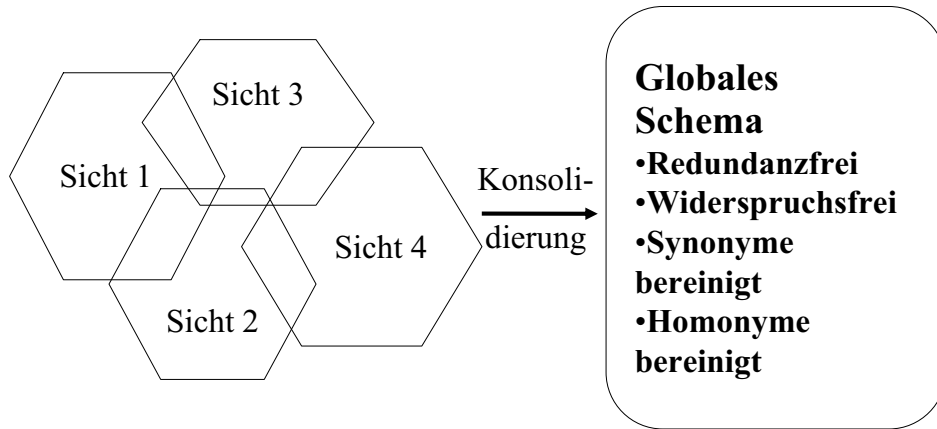 Sicht 3
Sicht 1
Sicht 4
Sicht 2
Konsoli-
dierung
Globales
Schema
•Redundanzfrei
•Widerspruchsfrei
•Synonyme
bereinigt
•Homonyme
bereinigt